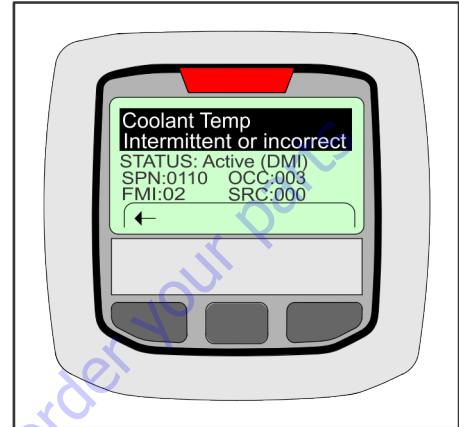 Coolant Temp
Intermittent or incorrect
STATUS: Active (DMI)
SPN:0110 OCC:003
FMI:02 SRC:000
order your parts